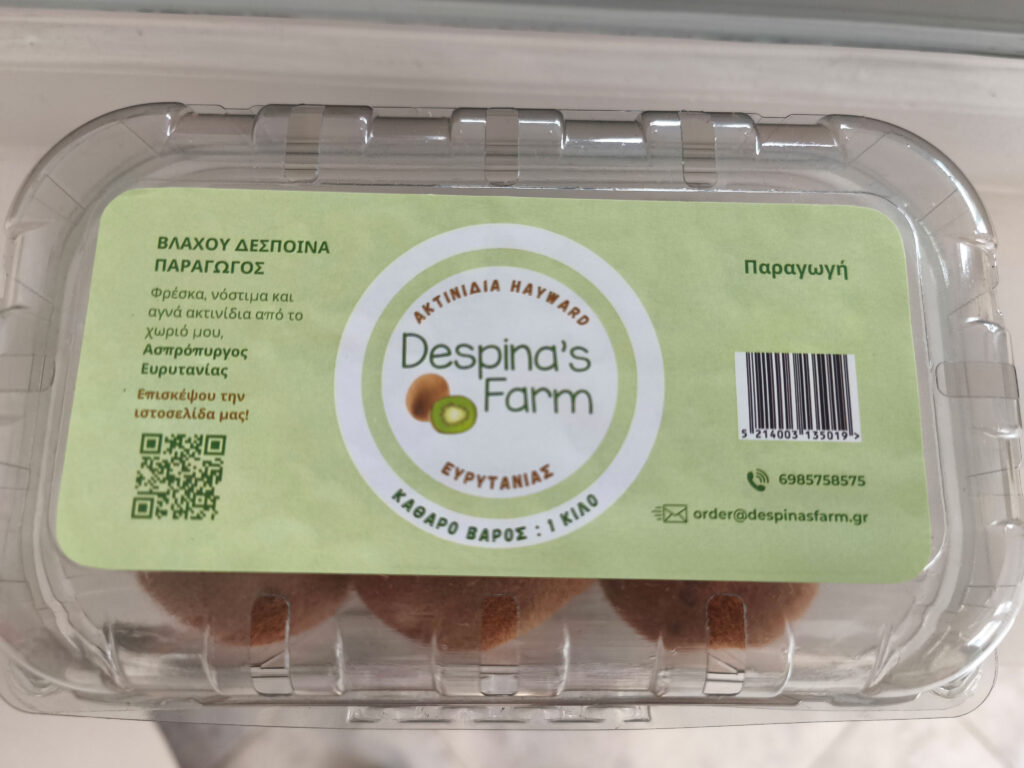 ΒΛΑΧΟΥ ΔΕΣΠΟΙΝΑ
ΠΑΡΑΓΩΓΟΣ
Φρέσκα, νόστιμα και
αγνά ακτινίδια από το
χωριό μου,
Ασπρόπυργος
Ευρυτανίας
Επισκέψου την
ιστοσελίδα μας!
ΑΚΤΙΝΙΔΙΑ HAYWARD
Despina's
Farm
ΕΥΡΥΤΑΝΙΑΣ
ΚΑΘΑΡΟ ΒΑΡΟΣ : 1 ΚΙΛΟ
Παραγωγή
5 214003 135019 >
6985758575
order@despinasfarm.gr